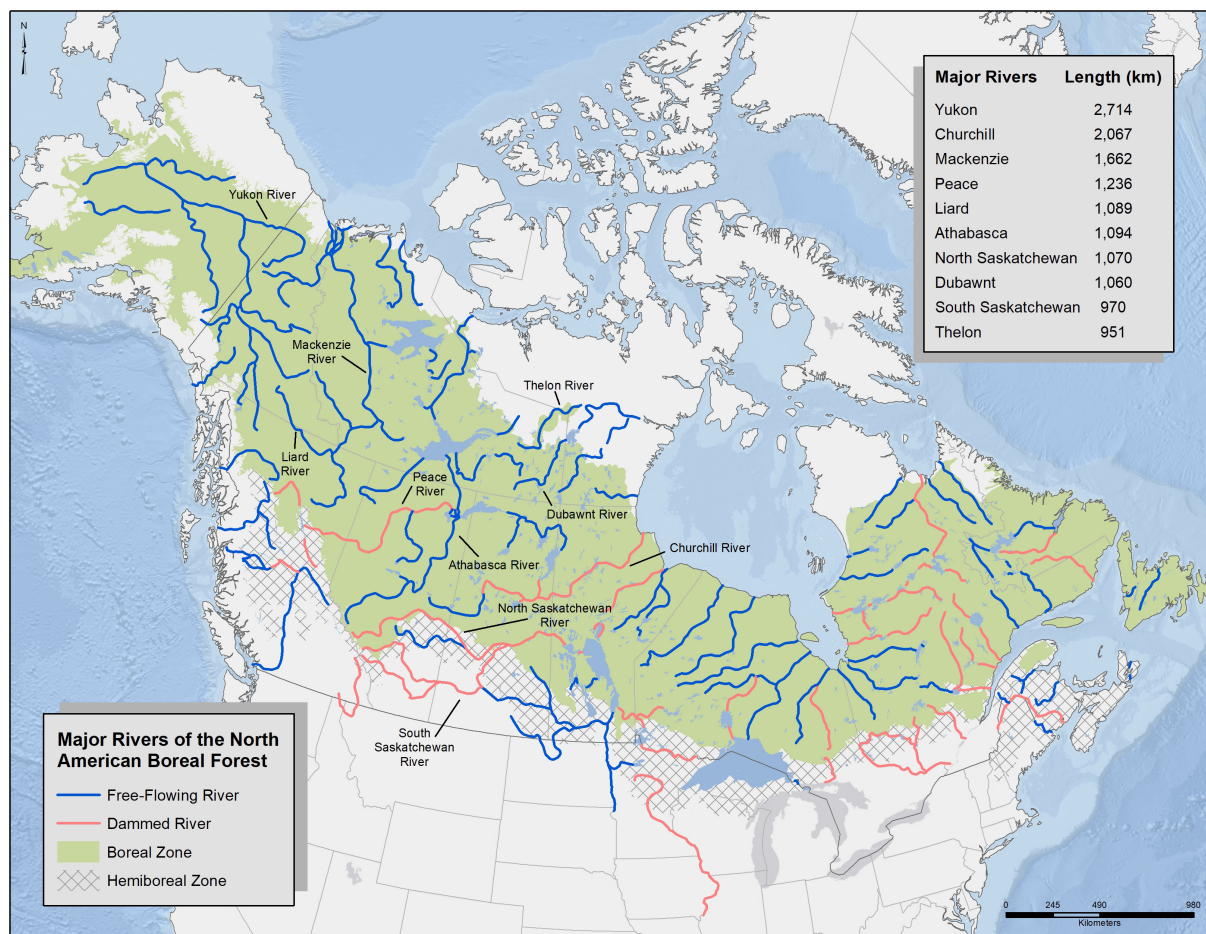 N
Major Rivers Length (km)
Yukon 2,714
Churchill 2,067
Mackenzie 1,662
Peace 1,236
Liard 1,089
Athabasca 1,094
North Saskatchewan 1,070
Dubawnt 1,060
South Saskatchewan 970
Thelon 951
Yukon River
Mackenzie
River
Thelon River
Liard
River
Peace
River
Dubawnt River
Churchill River
Athabasca River
North Saskatchewan
River
South
Saskatchewan
River
Major Rivers of the North
American Boreal Forest
Free-Flowing River
Dammed River
Boreal Zone
Hemiboreal Zone
0 245 490 980
Kilometers